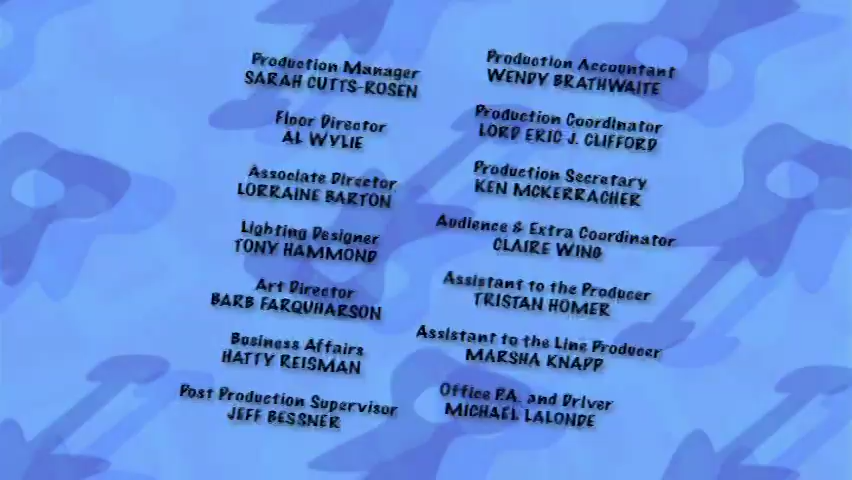 Production Manager
SARAH CUTTS-ROSEN
Floor Director
AL WYLIE
Associate Director
LORRAINE BARTON
Lighting Designer
TONY HAMMOND
Art Director
BARB FARQUHARSON
Business Affairs
HATTY REISMAN
Post Production Supervisor
JEFF BESSNER
Production Accountant
WENDY BRATHWAITE
Production Coordinator
LORD ERIC J. CLIFFORD
Production Secretary
KEN MCKERRACHER
Audience & Extra Coordinator
CLAIRE WING
Assistant to the Producer
TRISTAN HOMER
Assistant to the Line Producer
MARSHA KNAPP
Office P.A. and Driver
MICHAEL LALONDE